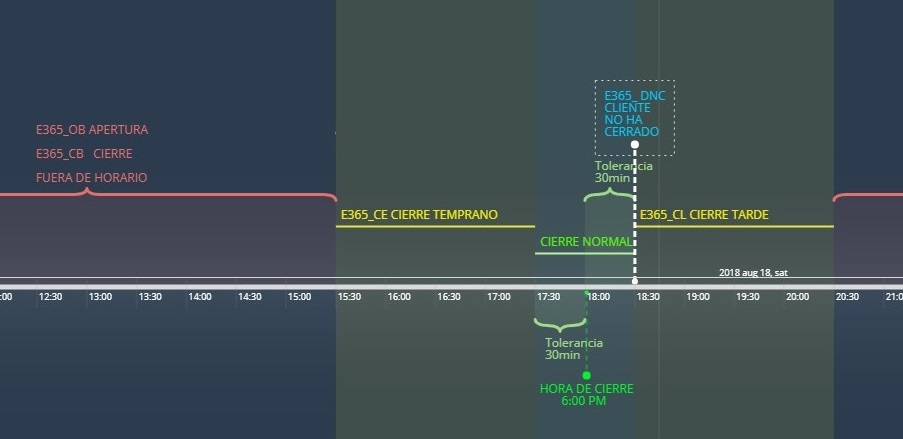 E365_OB APERTURA
E365_CB CIERRE
FUERA DE HORARIO
E365_DNC
CLIENTE
NO HA
CERRADO
Tolerancia
30min
E365_CE CIERRE TEMPRANO
E365_CL CIERRE TARDE
CIERRE NORMAL
2018 aug 18, sat
:00 12:30 13:00 13:30 14:00 14:30 15:00 15:30 16:00 16:30 17:00 17:30 18:00 18:30 19:00 19:30 20:00 20:30 21:0
Tolerancia
30min
HORA DE CIERRE
6:00 PM